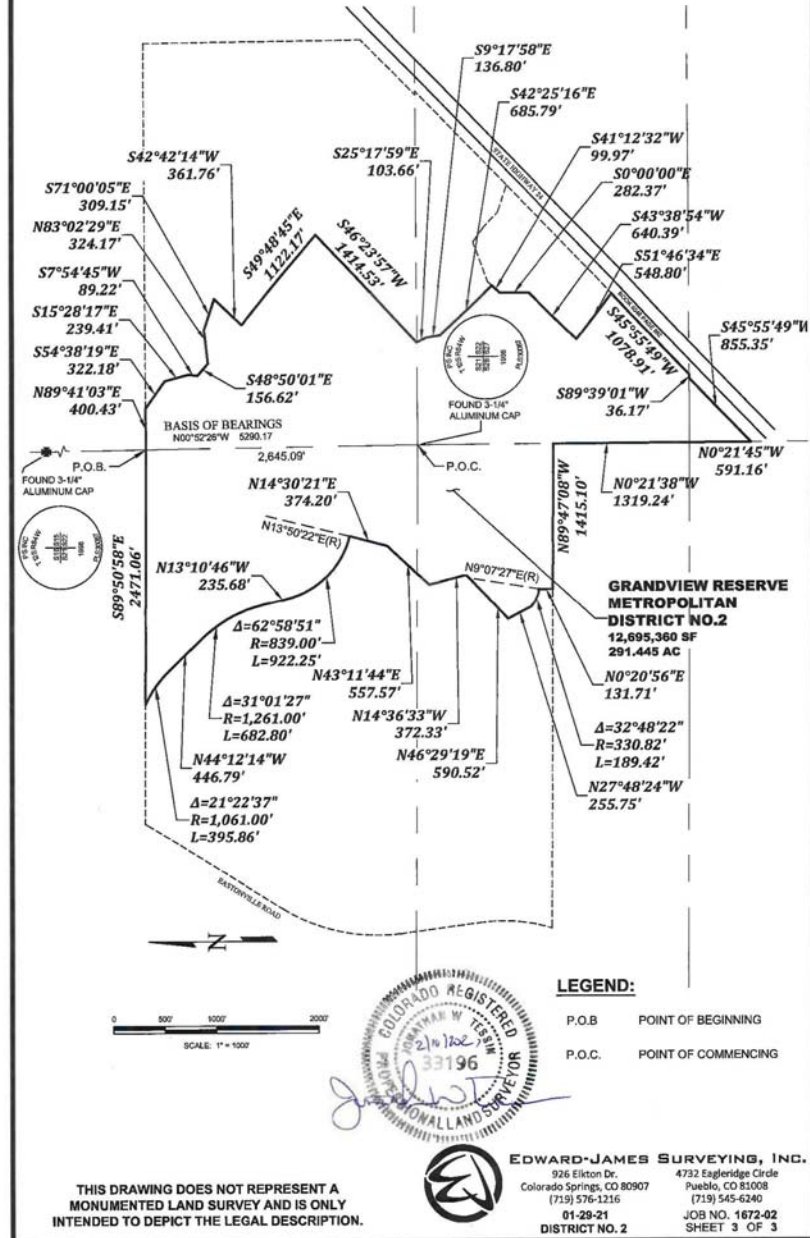 S9°17'58"E
136.80'
S42°25'16"E
685.79'
S42°42'14"W
361.76'
S25°17'59"E
103.66'
S41°12'32"W
99.97'
STATE HIGHWAY 24
S0°00'00"E
282.37'
S71°00'05"E
309.15'
S43°38'54"W
640.39'
N83°02'29"E
324.17'
S49°48'45"E
1122.17'
S46°23'57"W
1414.53'
S51°46'34"E
548.80'
S7°54'45"W
89.22'
S15°28'17"E
239.41'
S45°55'49"W
1078.91'
S45°55'49"W
855.35'
S54°38'19"E
322.18'
S48°50'01"E
156.62'
S89°39'01"W
36.17'
N89°41'03"E
400.43'
FOUND 3-1/4"
ALUMINUM CAP
1998
BASIS OF BEARINGS
N00°52'26"W 5290.17
2,645.09'
P.O.B.
P.O.C.
FOUND 3-1/4"
ALUMINUM CAP
1998
N0°21'45"W
591.16'
N0°21'38"W
1319.24'
N14°30'21"E
374.20'
N89°47'08"W
1415.10'
N13°50'22"E(R)
S89°50'58"E
2471.06'
N13°10'46"W
235.68'
N9°07'27"E(R)
GRANDVIEW RESERVE
METROPOLITAN
DISTRICT NO.2
12,695,360 SF
291.445 AC
Δ=62°58'51"
R=839.00'
L=922.25'
N43°11'44"E
557.57'
N0°20'56"E
131.71'
Δ=31°01'27"
R=1,261.00'
L=682.80'
N14°36'33"W
372.33'
Δ=32°48'22"
R=330.82'
L=189.42'
N44°12'14"W
446.79'
N46°29'19"E
590.52'
N27°48'24"W
255.75'
Δ=21°22'37"
R=1,061.00'
L=395.86'
EASTONVILLE ROAD
N
0 500' 1000' 2000'
SCALE: 1" = 1000'
COLORADO REGISTERED
JONATHAN W TESSIN
33196
PROFESSIONAL LAND SURVEYOR
LEGEND:
P.O.B POINT OF BEGINNING
P.O.C. POINT OF COMMENCING
THIS DRAWING DOES NOT REPRESENT A
MONUMENTED LAND SURVEY AND IS ONLY
INTENDED TO DEPICT THE LEGAL DESCRIPTION.
EDWARD-JAMES SURVEYING, INC.
926 Elkton Dr. 4732 Eagleridge Circle
Colorado Springs, CO 80907 Pueblo, CO 81008
(719) 576-1216 (719) 545-6240
01-29-21 JOB NO. 1672-02
DISTRICT NO. 2 SHEET 3 OF 3